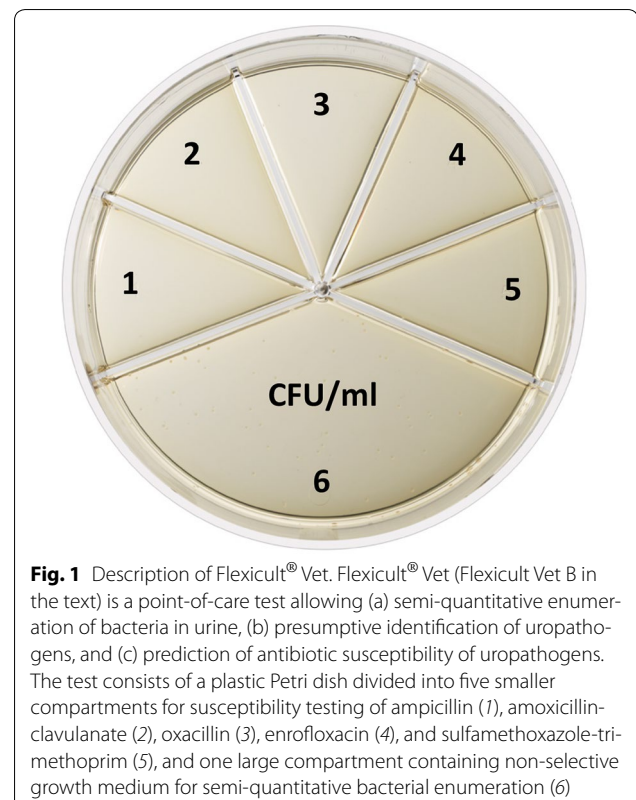 3
2
4
1
5
CFU/ml
6
Fig. 1 Description of Flexicult® Vet. Flexicult® Vet (Flexicult Vet B in
the text) is a point-of-care test allowing (a) semi-quantitative enumer-
ation of bacteria in urine, (b) presumptive identification of uropatho-
gens, and (c) prediction of antibiotic susceptibility of uropathogens.
The test consists of a plastic Petri dish divided into five smaller
compartments for susceptibility testing of ampicillin (1), amoxicillin-
clavulanate (2), oxacillin (3), enrofloxacin (4), and sulfamethoxazole-tri-
methoprim (5), and one large compartment containing non-selective
growth medium for semi-quantitative bacterial enumeration (6)